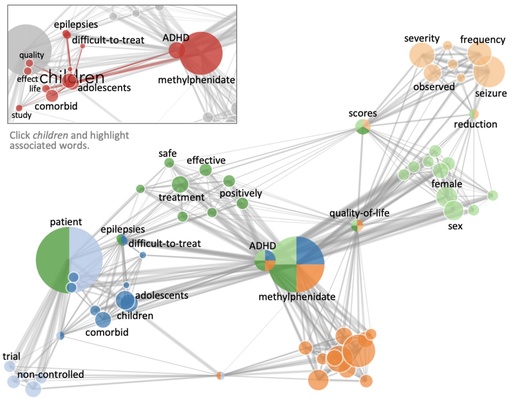 epilepsies
difficult-to-treat
ADHD
quality
children
effect
methylphenidate
life
adolescents
comorbid
study
Click children and highlight
associated words.
severity
frequency
observed
seizure
scores
reduction
safe
effective
treatment
positively
female
patient
quality-of-life
sex
epilepsies
difficult-to-treat
ADHD
adolescents
methylphenidate
children
comorbid
trial
non-controlled